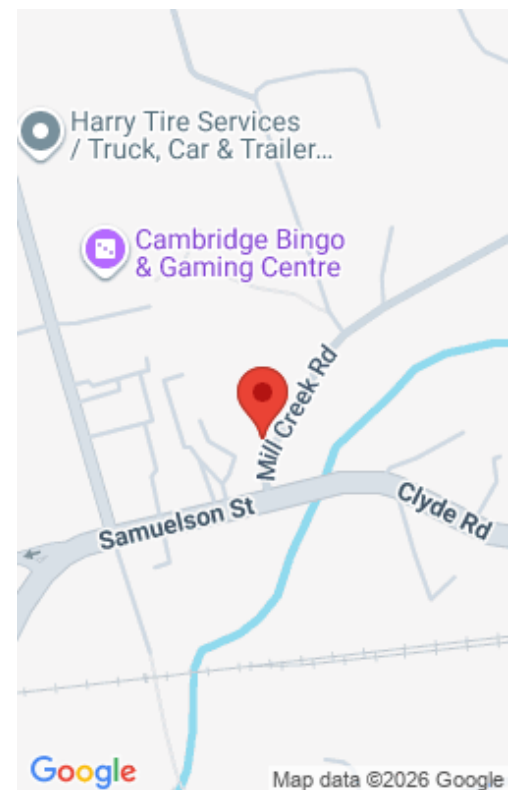 Harry Tire Services
/ Truck, Car & Trailer...
Cambridge Bingo
& Gaming Centre
Mill Creek Rd
Samuelson St
Clyde Rd
Google
Map data ©2026 Google